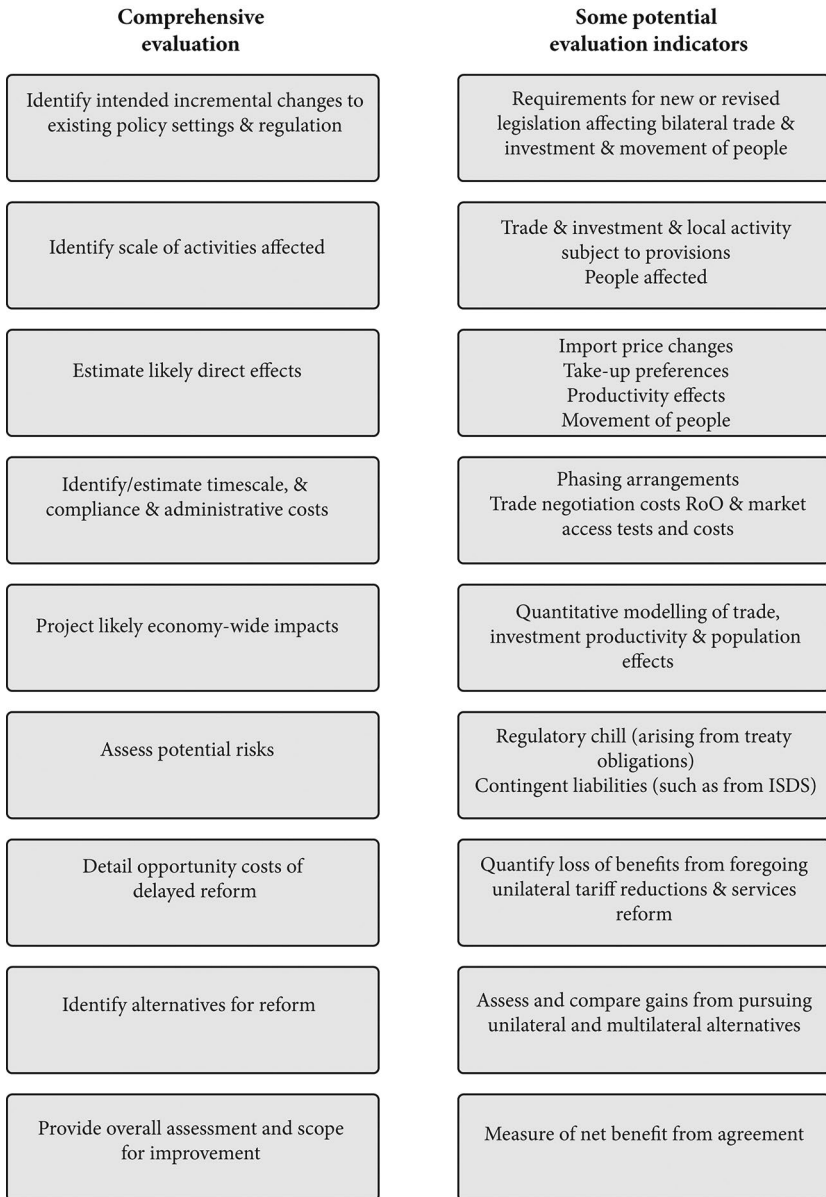 Comprehensive
evaluation
Some potential
evaluation indicators
Identify intended incremental changes to
existing policy settings & regulation
Requirements for new or revised
legislation affecting bilateral trade &
investment & movement of people
Identify scale of activities affected
Trade & investment & local activity
subject to provisions
People affected
Estimate likely direct effects
Import price changes
Take-up preferences
Productivity effects
Movement of people
Identify/estimate timescale, &
compliance & administrative costs
Phasing arrangements
Trade negotiation costs RoO & market
access tests and costs
Project likely economy-wide impacts
Quantitative modelling of trade,
investment productivity & population
effects
Assess potential risks
Regulatory chill (arising from treaty
obligations)
Contingent liabilities (such as from ISDS)
Detail opportunity costs of
delayed reform
Quantify loss of benefits from foregoing
unilateral tariff reductions & services
reform
Identify alternatives for reform
Assess and compare gains from pursuing
unilateral and multilateral alternatives
Provide overall assessment and scope
for improvement
Measure of net benefit from agreement